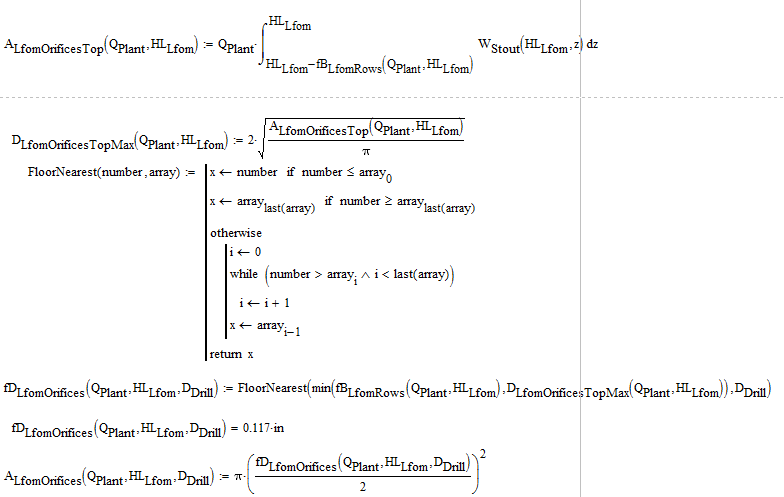 A_LfomOrificesTop(Q_Plant, HL_Lfom) := Q_Plant · ∫_{HL_Lfom−fB_LfomRows(Q_Plant, HL_Lfom)}^{HL_Lfom} W_Stout(HL_Lfom, z) dz
D_LfomOrificesTopMax(Q_Plant, HL_Lfom) := 2 · √(A_LfomOrificesTop(Q_Plant, HL_Lfom) / π)
FloorNearest(number, array) := x ← number if number ≤ array_0
x ← array_last(array) if number ≥ array_last(array)
otherwise
i ← 0
while (number > array_i ∧ i < last(array))
i ← i + 1
x ← array_{i−1}
return x
fD_LfomOrifices(Q_Plant, HL_Lfom, D_Drill) := FloorNearest(min(fB_LfomRows(Q_Plant, HL_Lfom), D_LfomOrificesTopMax(Q_Plant, HL_Lfom)), D_Drill)
fD_LfomOrifices(Q_Plant, HL_Lfom, D_Drill) = 0.117·in
A_LfomOrifices(Q_Plant, HL_Lfom, D_Drill) := π·(fD_LfomOrifices(Q_Plant, HL_Lfom, D_Drill) / 2)^2